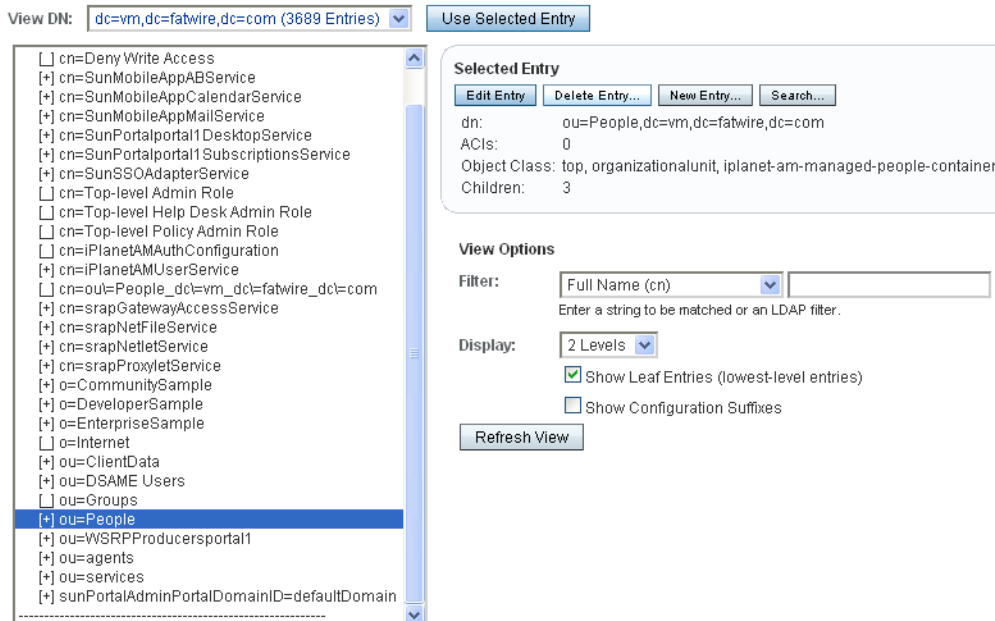 View DN: dc=vm,dc=fatwire,dc=com (3689 Entries) Use Selected Entry
[ ] cn=Deny Write Access
[+] cn=SunMobileAppABService
[+] cn=SunMobileAppCalendarService
[+] cn=SunMobileAppMailService
[+] cn=SunPortalportal1DesktopService
[+] cn=SunPortalportal1SubscriptionsService
[+] cn=SunSSOAdapterService
[ ] cn=Top-level Admin Role
[ ] cn=Top-level Help Desk Admin Role
[ ] cn=Top-level Policy Admin Role
[ ] cn=iPlanetAMAuthConfiguration
[+] cn=iPlanetAMUserService
[ ] cn=ou\=People_dc\=vm_dc\=fatwire_dc\=com
[+] cn=srapGatewayAccessService
[+] cn=srapNetFileService
[+] cn=srapNetletService
[+] cn=srapProxyletService
[+] o=CommunitySample
[+] o=DeveloperSample
[+] o=EnterpriseSample
[ ] o=Internet
[+] ou=ClientData
[+] ou=DSAME Users
[ ] ou=Groups
[+] ou=People
[+] ou=WSRPProducersportal1
[+] ou=agents
[+] ou=services
[+] sunPortalAdminPortalDomainID=defaultDomain
Selected Entry
Edit Entry Delete Entry... New Entry... Search...
dn: ou=People,dc=vm,dc=fatwire,dc=com
ACIs: 0
Object Class: top, organizationalunit, iplanet-am-managed-people-container
Children: 3
View Options
Filter: Full Name (cn)
Enter a string to be matched or an LDAP filter.
Display: 2 Levels
Show Leaf Entries (lowest-level entries)
Show Configuration Suffixes
Refresh View